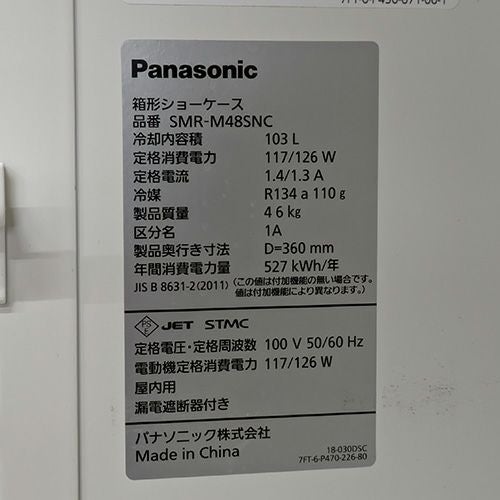 Panasonic
箱形ショーケース
品番 SMR-M48SNC
冷却内容積 103 L
定格消費電力 117/126 W
定格電流 1.4/1.3 A
冷媒 R134 a 110 g
製品質量 46 kg
区分名 1A
製品奥行き寸法 D=360 mm
年間消費電力量 527 kWh/年
JIS B 8631-2(2011) (この値は付加機能の無い場合です。
値は付加機能により異なります。)
PS E JET STMC
定格電圧・定格周波数 100 V 50/60 Hz
電動機定格消費電力 117/126 W
屋内用
漏電遮断器付き
パナソニック株式会社
Made in China
18-030DSC
7FT-6-P470-226-80